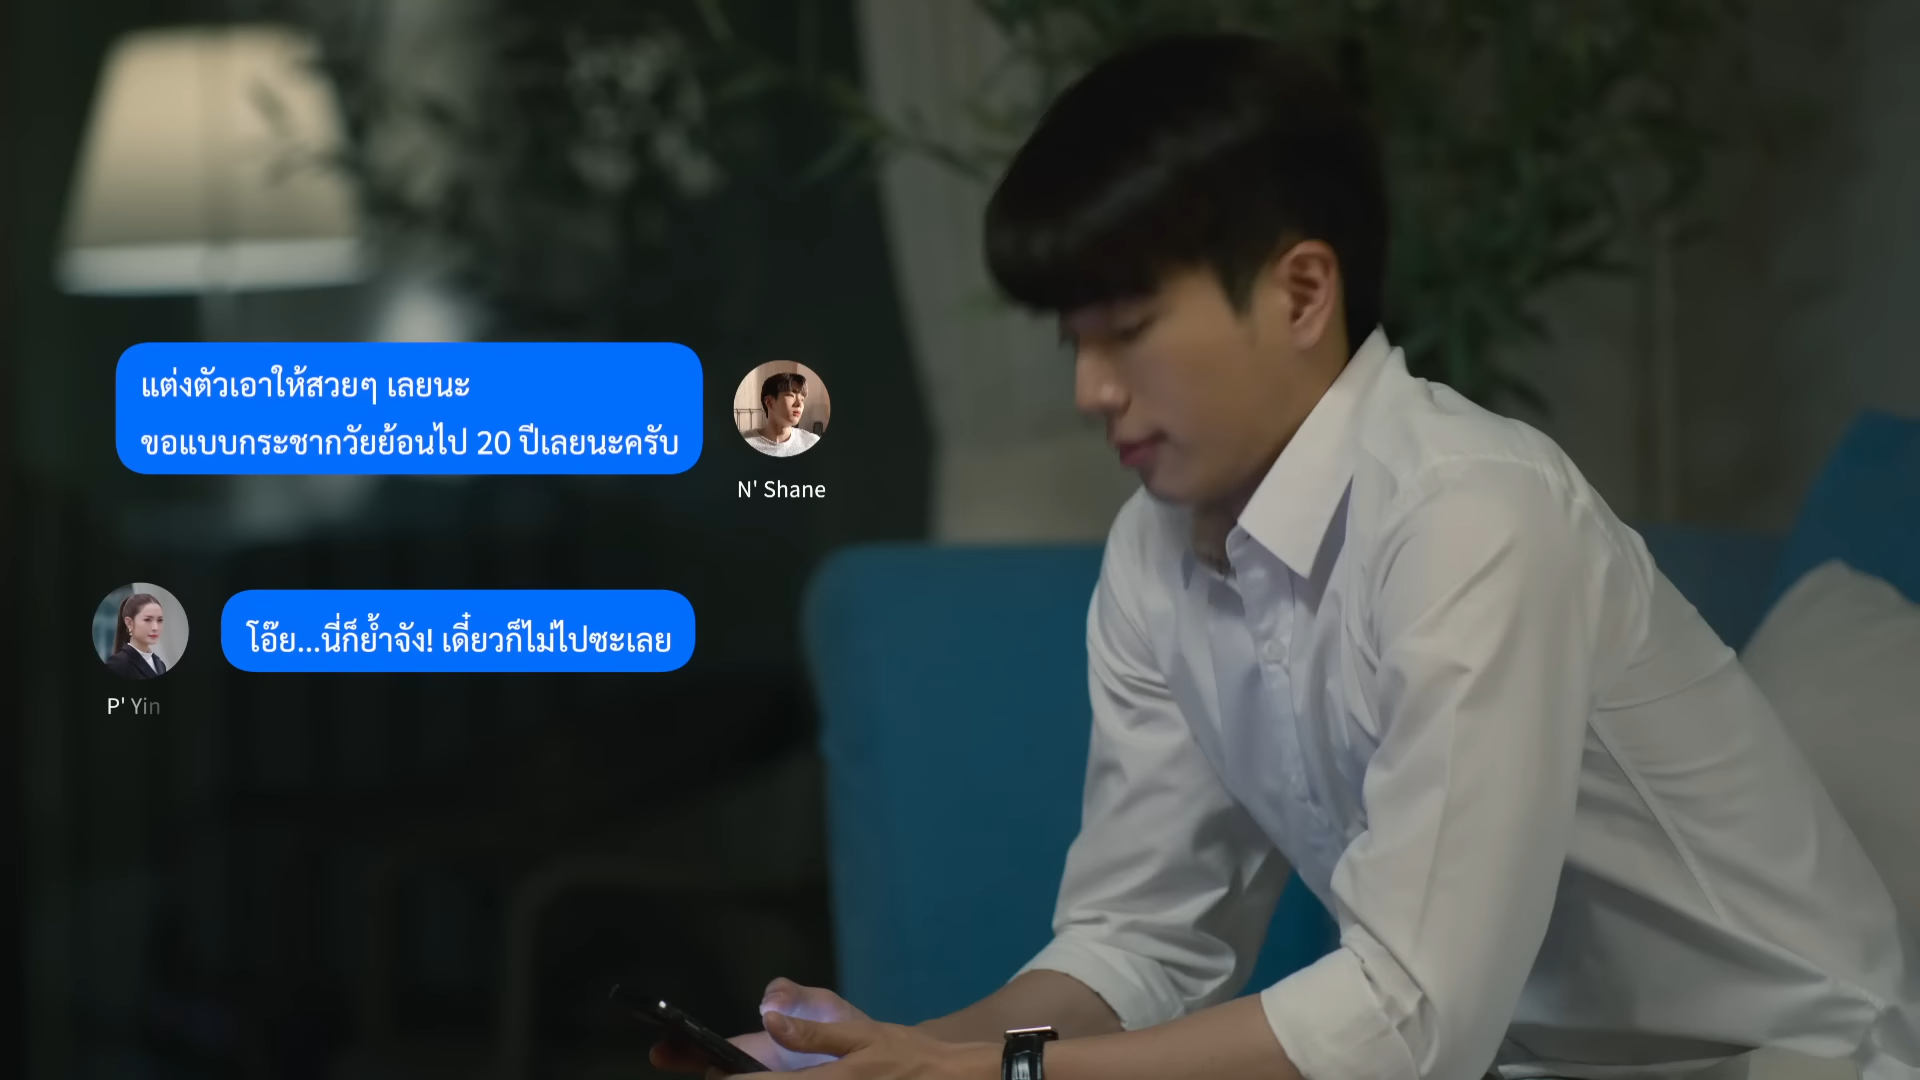 แต่งตัวเอาให้สวยๆ เลยนะ
ขอแบบกระชากวัยย้อนไป 20 ปีเลยนะครับ
N' Shane
โอ๊ย...นี่ก็ย้ำจัง! เดี๋ยวก็ไม่ไปซะเลย
P' Yin